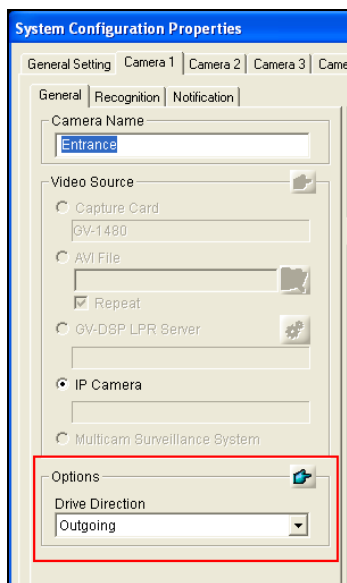 System Configuration Properties
General Setting Camera 1 Camera 2 Camera 3 Came
General Recognition Notification
Camera Name
Entrance
Video Source
Capture Card
GV-1480
AVI File
Repeat
GV-DSP LPR Server
IP Camera
Multicam Surveillance System
Options
Drive Direction
Outgoing